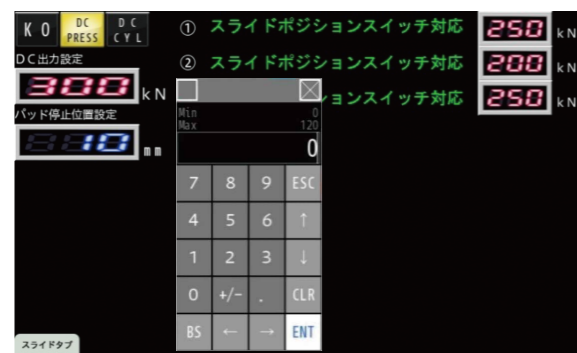 KO DC PRESS DC CYL
① スライドポジションスイッチ対応 250 kN
DC出力設定
② スライドポジションスイッチ対応 200 kN
300 kN
ションスイッチ対応 250 kN
パッド停止位置設定
10 mm
Min 0
Max 120
0
7 8 9 ESC
4 5 6 ↑
1 2 3 ↓
0 +/- . CLR
BS ← → ENT
スライドタブ